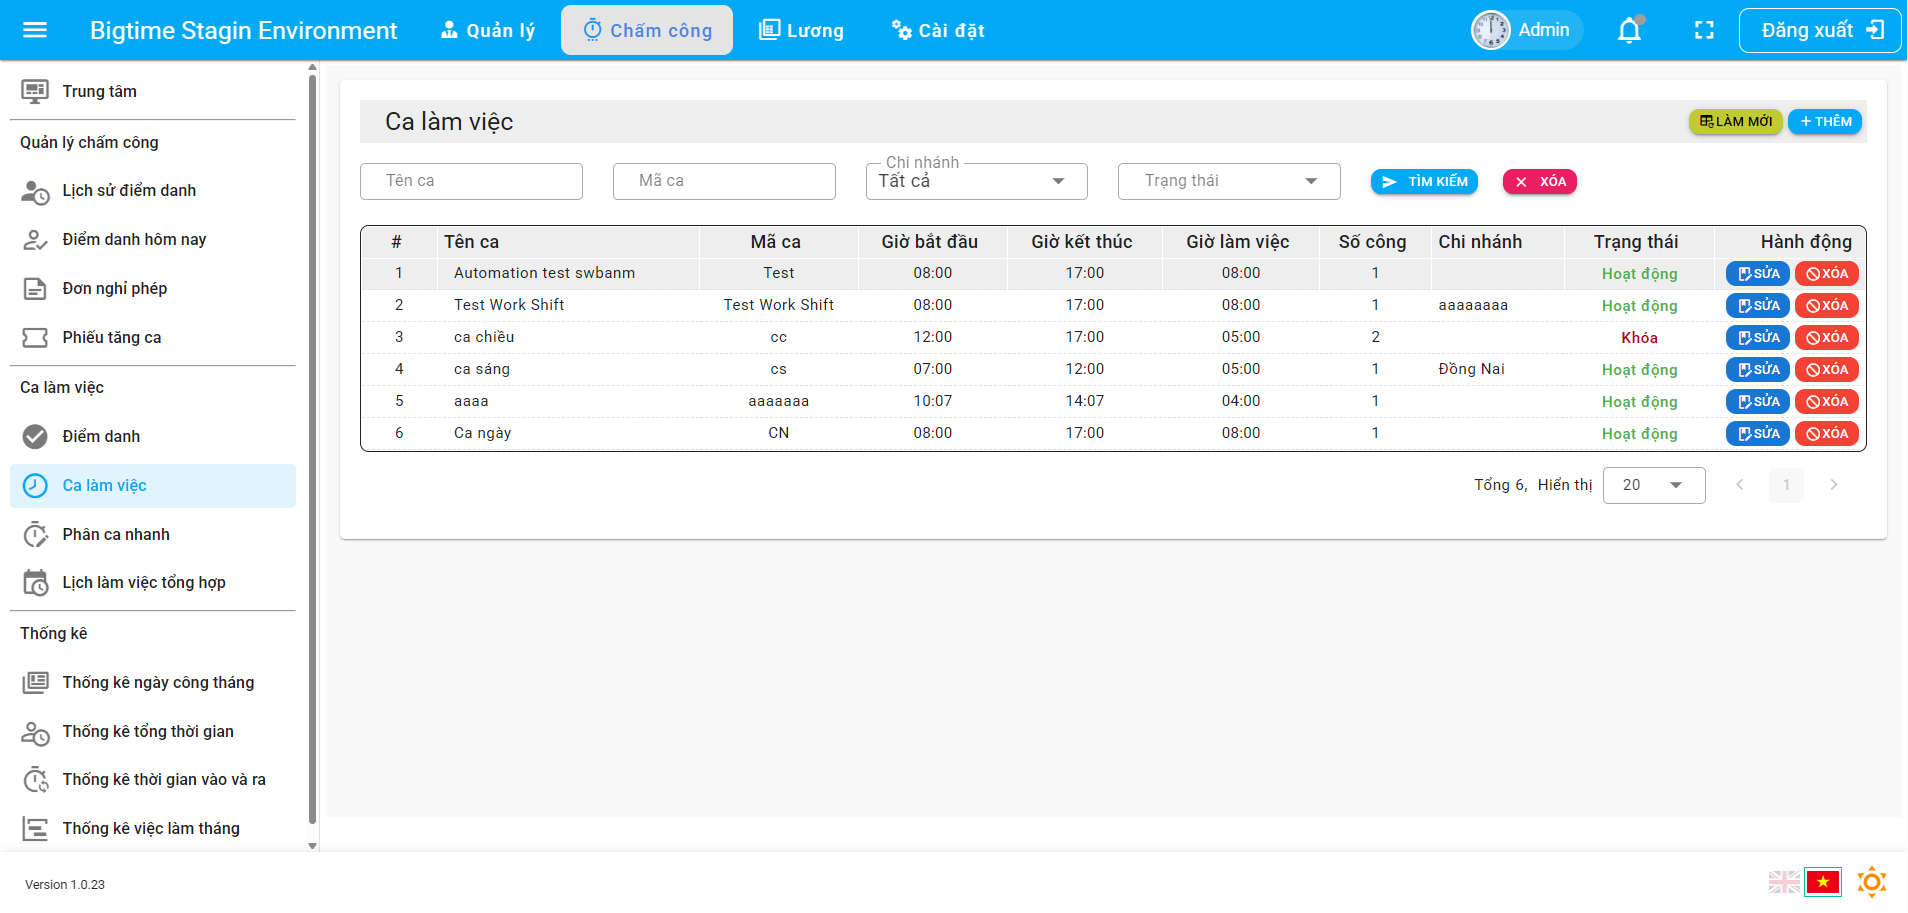 Bigtime Stagin Environment
Quản lý
Chấm công
Lương
Cài đặt
Admin
Đăng xuất
Trung tâm
Quản lý chấm công
Lịch sử điểm danh
Điểm danh hôm nay
Đơn nghỉ phép
Phiếu tăng ca
Ca làm việc
Điểm danh
Ca làm việc
Phân ca nhanh
Lịch làm việc tổng hợp
Thống kê
Thống kê ngày công tháng
Thống kê tổng thời gian
Thống kê thời gian vào và ra
Thống kê việc làm tháng
Ca làm việc
LÀM MỚI
THÊM
Tên ca
Mã ca
Chi nhánh
Tất cả
Trạng thái
TÌM KIẾM
XÓA
# Tên ca Mã ca Giờ bắt đầu Giờ kết thúc Giờ làm việc Số công Chi nhánh Trạng thái Hành động
1 Automation test swbanm Test 08:00 17:00 08:00 1 Hoạt động SỬA XÓA
2 Test Work Shift Test Work Shift 08:00 17:00 08:00 1 aaaaaaaa Hoạt động SỬA XÓA
3 ca chiều cc 12:00 17:00 05:00 2 Khóa SỬA XÓA
4 ca sáng cs 07:00 12:00 05:00 1 Đồng Nai Hoạt động SỬA XÓA
5 aaaa aaaaaaa 10:07 14:07 04:00 1 Hoạt động SỬA XÓA
6 Ca ngày CN 08:00 17:00 08:00 1 Hoạt động SỬA XÓA
Tổng 6, Hiển thị 20 1
Version 1.0.23